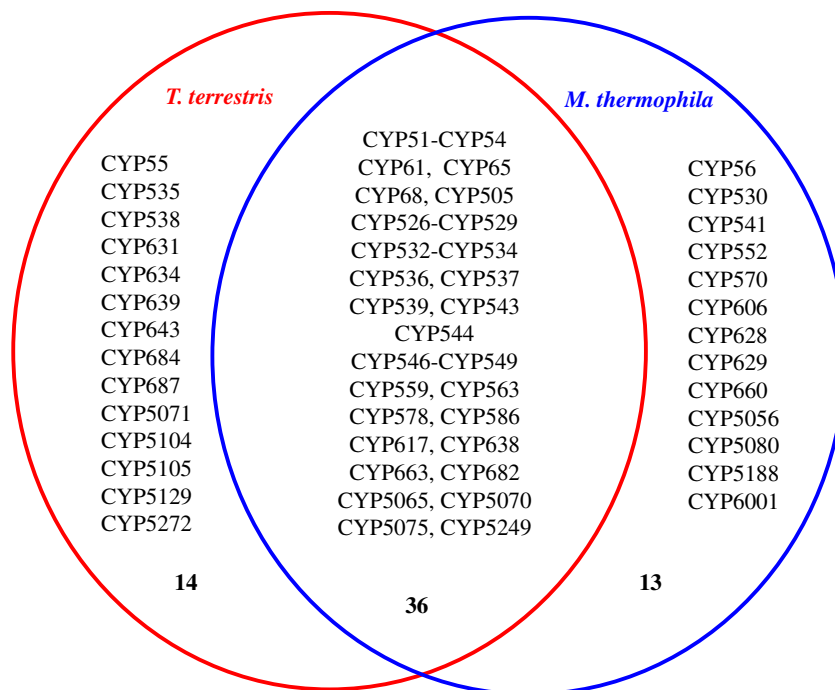 T. terrestris
M. thermophila
CYP55
CYP535
CYP538
CYP631
CYP634
CYP639
CYP643
CYP684
CYP687
CYP5071
CYP5104
CYP5105
CYP5129
CYP5272
14
CYP51-CYP54
CYP61, CYP65
CYP68, CYP505
CYP526-CYP529
CYP532-CYP534
CYP536, CYP537
CYP539, CYP543
CYP544
CYP546-CYP549
CYP559, CYP563
CYP578, CYP586
CYP617, CYP638
CYP663, CYP682
CYP5065, CYP5070
CYP5075, CYP5249
36
CYP56
CYP530
CYP541
CYP552
CYP570
CYP606
CYP628
CYP629
CYP660
CYP5056
CYP5080
CYP5188
CYP6001
13